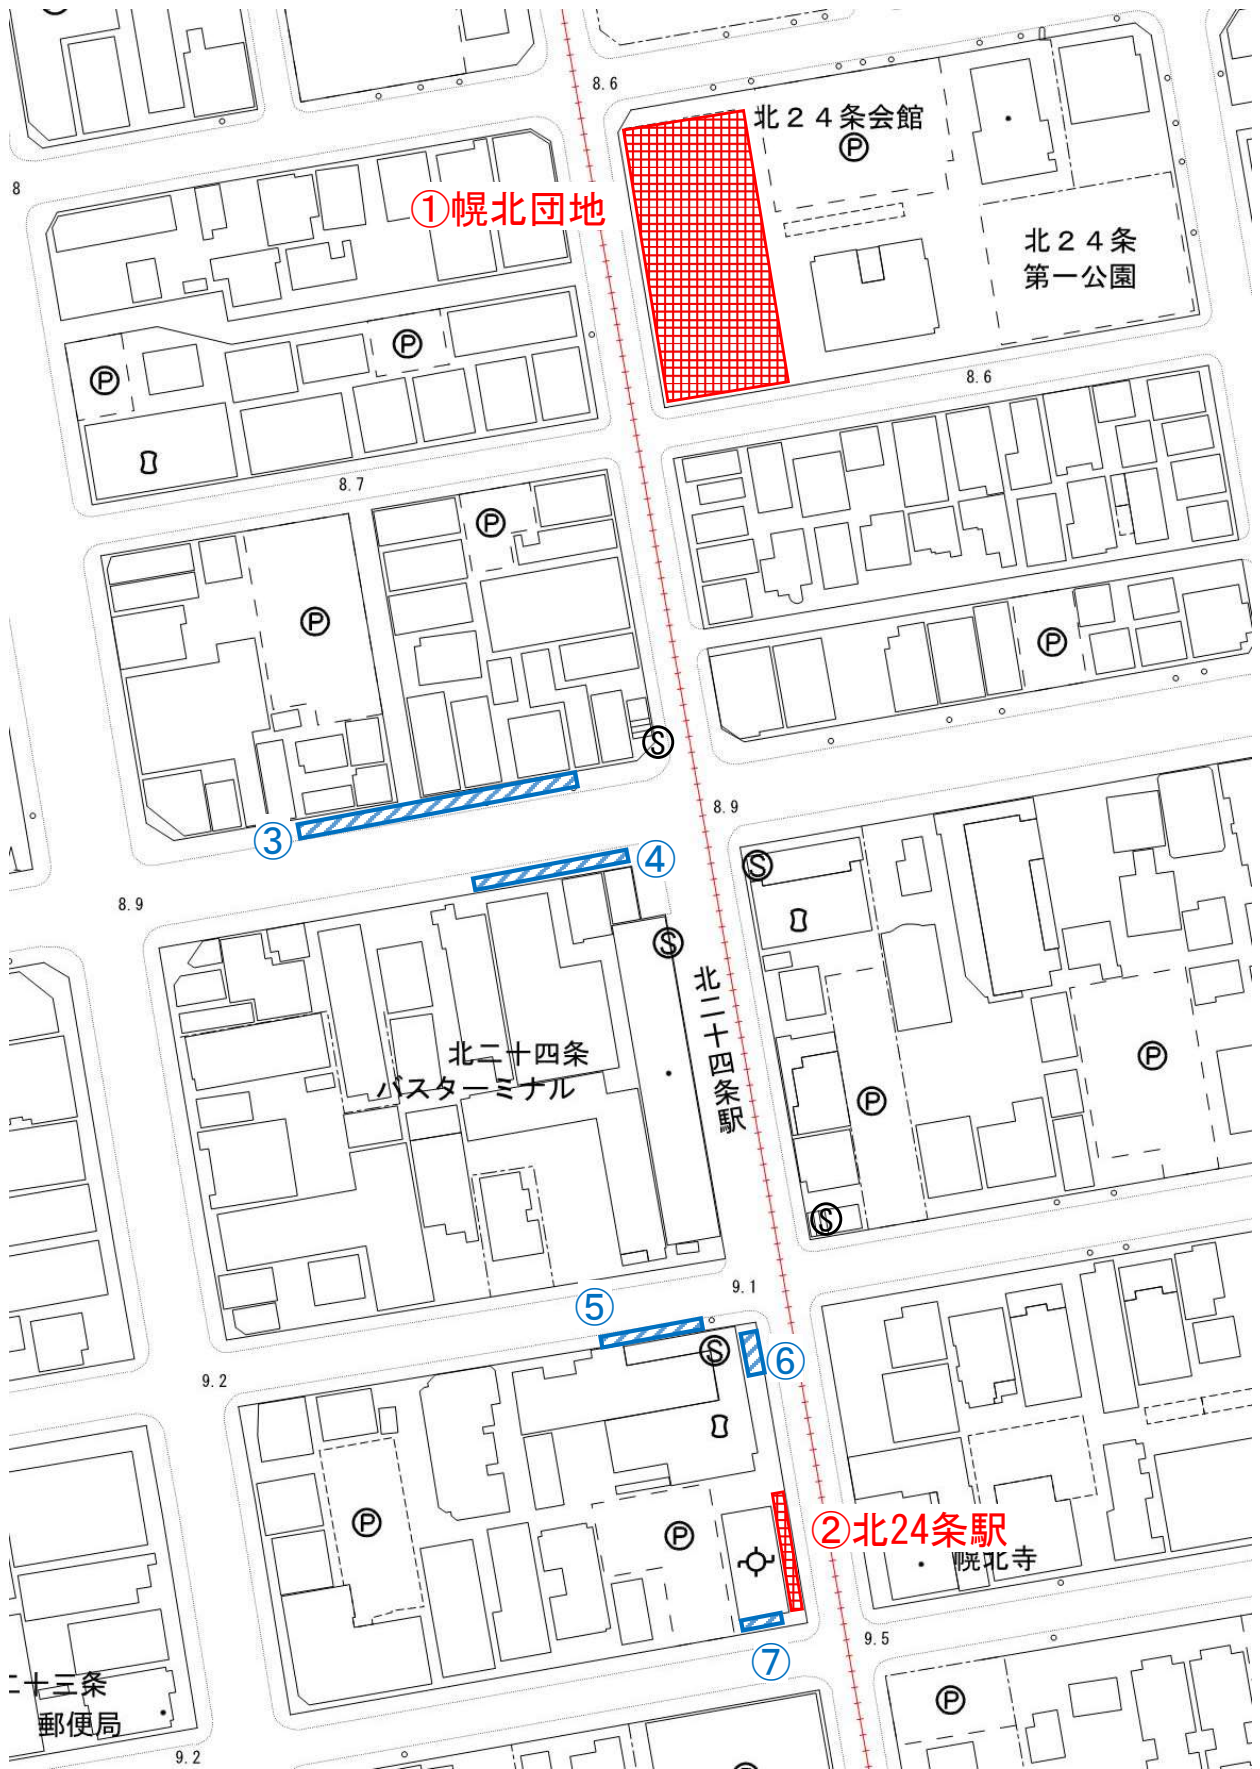 8.6
北２４条会館
Ⓟ
8
①幌北団地
北２４条
第一公園
Ⓟ
Ⓟ
8.6
8.7
Ⓟ
Ⓟ
Ⓟ
Ⓢ
8.9
③
④
Ⓢ
8.9
Ⓢ
北二十四条駅
北二十四条
バスターミナル
Ⓟ
Ⓟ
Ⓢ
9.1
⑤
Ⓢ
⑥
9.2
Ⓟ
Ⓟ
②北24条駅
幌北寺
9.5
⑦
二十三条
郵便局
Ⓟ
9.2